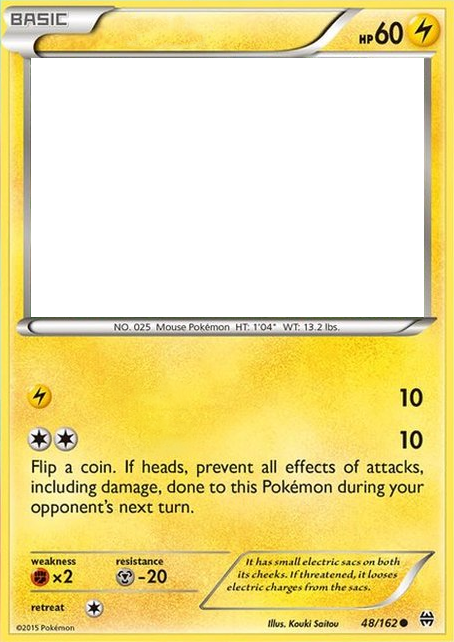 BASIC
HP60
NO. 025 Mouse Pokémon HT: 1'04" WT: 13.2 lbs.
10
10
Flip a coin. If heads, prevent all effects of attacks,
including damage, done to this Pokémon during your
opponent's next turn.
weakness
×2
resistance
-20
It has small electric sacs on both
its cheeks. If threatened, it looses
electric charges from the sacs.
retreat
Illus. Kouki Saitou
48/162
©2015 Pokémon